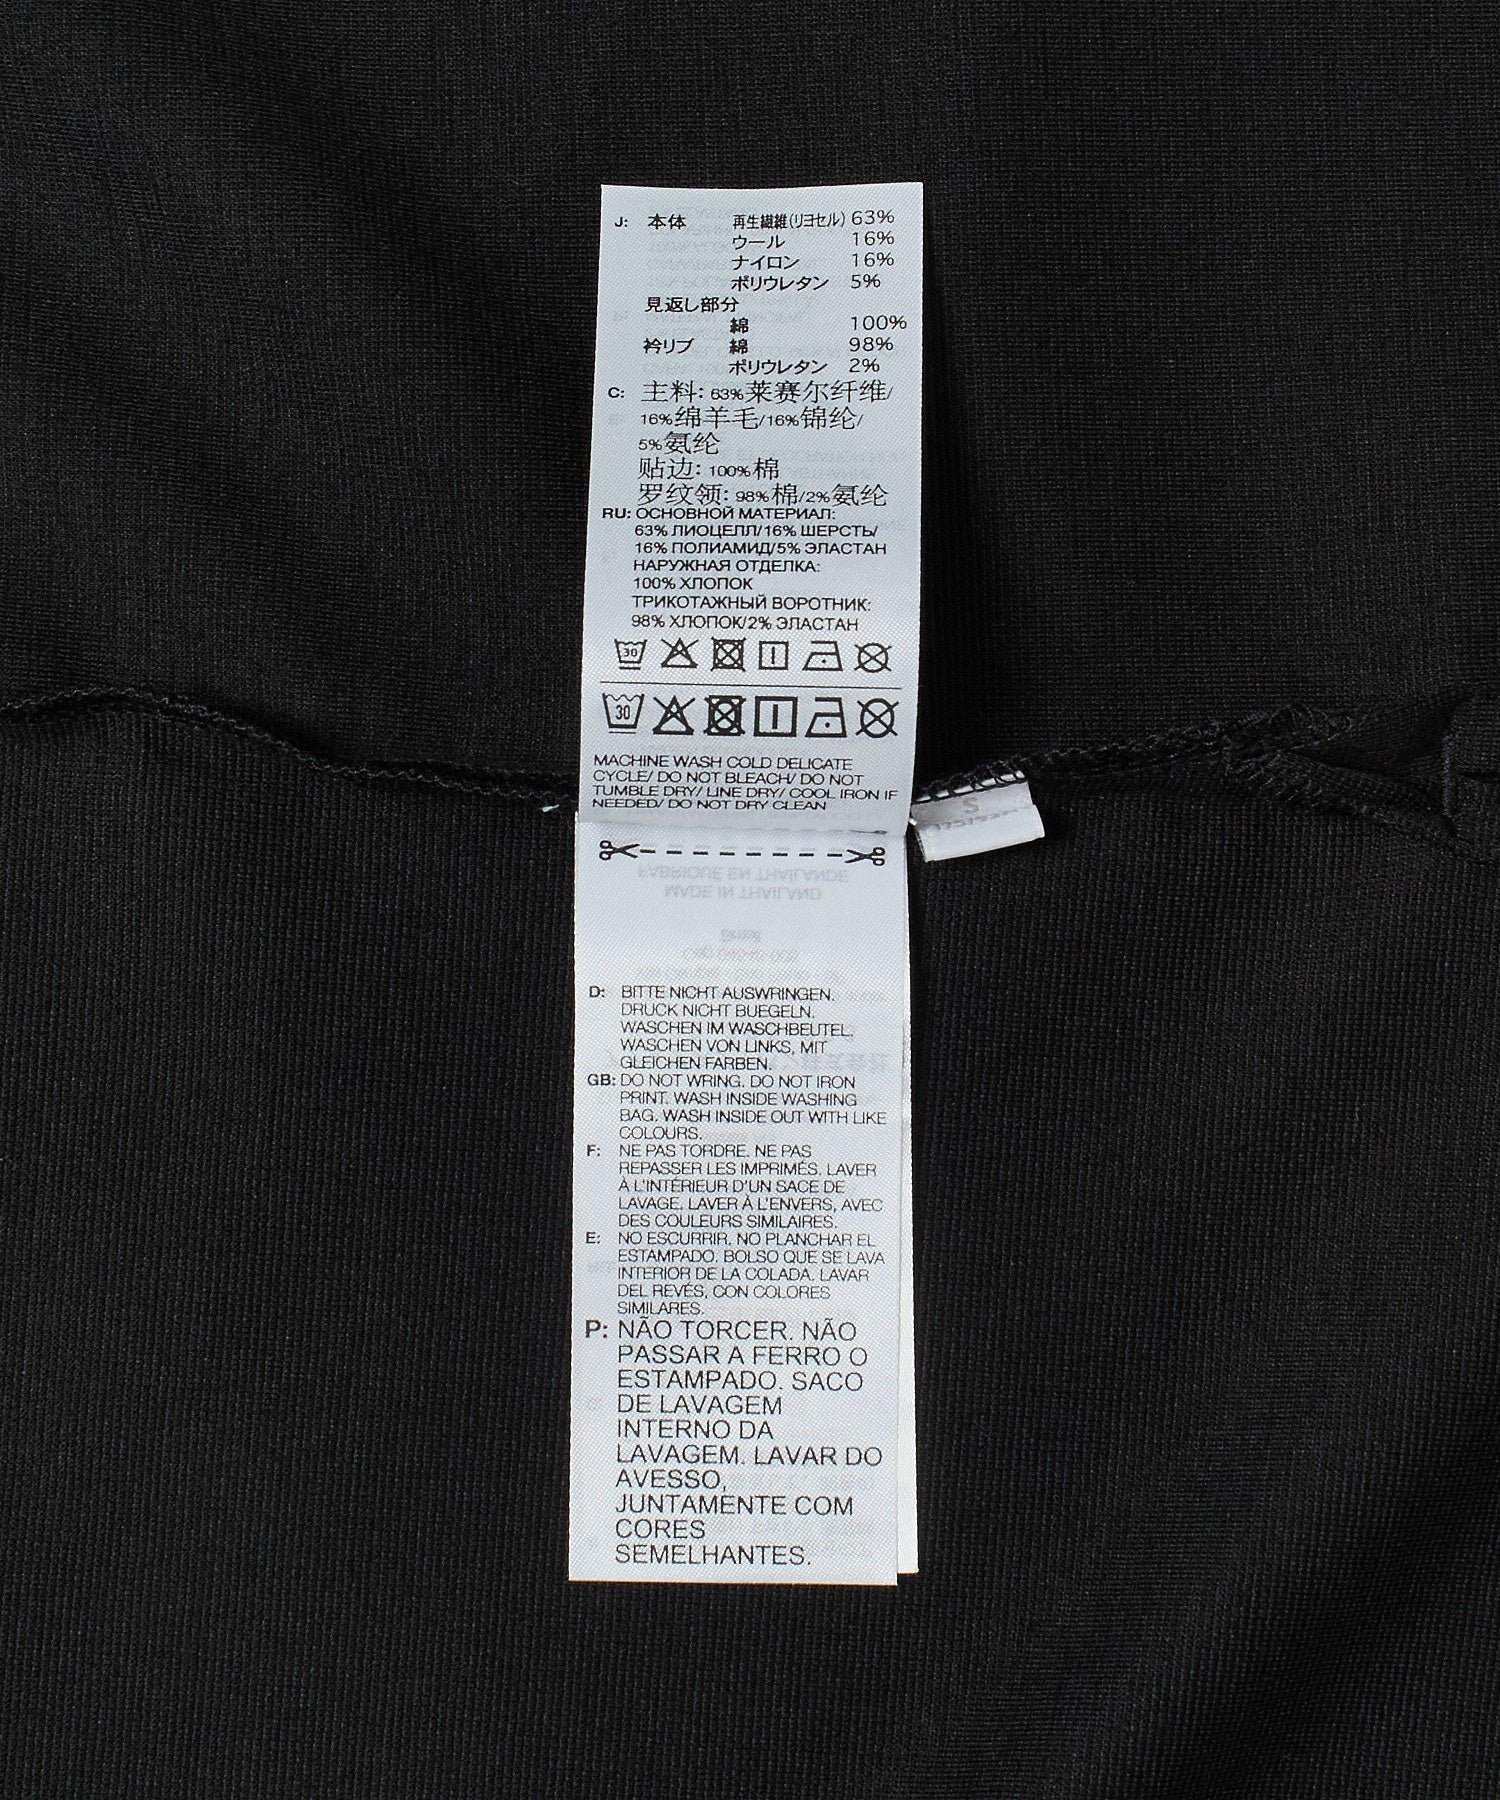 J: 本体 再生繊維(リヨセル) 63%
ウール 16%
ナイロン 16%
ポリウレタン 5%
見返し部分
綿 100%
衿リブ 綿 98%
ポリウレタン 2%
C: 主料: 63%莱赛尔纤维/
16%绵羊毛/16%锦纶/
5%氨纶
贴边: 100%棉
罗纹领: 98%棉/2%氨纶
RU: ОСНОВНОЙ МАТЕРИАЛ:
63% ЛИОЦЕЛЛ/16% ШЕРСТЬ/
16% ПОЛИАМИД/5% ЭЛАСТАН
НАРУЖНАЯ ОТДЕЛКА:
100% ХЛОПОК
ТРИКОТАЖНЫЙ ВОРОТНИК:
98% ХЛОПОК/2% ЭЛАСТАН
30
30
MACHINE WASH COLD DELICATE
CYCLE/ DO NOT BLEACH/ DO NOT
TUMBLE DRY/ LINE DRY/ COOL IRON IF
NEEDED/ DO NOT DRY CLEAN
S
FABRIQUE EN THAÏLANDE
MADE IN THAILAND
Brasil
D: BITTE NICHT AUSWRINGEN.
DRUCK NICHT BUEGELN.
WASCHEN IM WASCHBEUTEL.
WASCHEN VON LINKS, MIT
GLEICHEN FARBEN.
GB: DO NOT WRING. DO NOT IRON
PRINT. WASH INSIDE WASHING
BAG. WASH INSIDE OUT WITH LIKE
COLOURS.
F: NE PAS TORDRE. NE PAS
REPASSER LES IMPRIMÉS. LAVER
À L'INTÉRIEUR D'UN SACE DE
LAVAGE. LAVER À L'ENVERS, AVEC
DES COULEURS SIMILAIRES.
E: NO ESCURRIR. NO PLANCHAR EL
ESTAMPADO. BOLSO QUE SE LAVA
INTERIOR DE LA COLADA. LAVAR
DEL REVÉS, CON COLORES
SIMILARES.
P: NÃO TORCER. NÃO
PASSAR A FERRO O
ESTAMPADO. SACO
DE LAVAGEM
INTERNO DA
LAVAGEM. LAVAR DO
AVESSO,
JUNTAMENTE COM
CORES
SEMELHANTES.